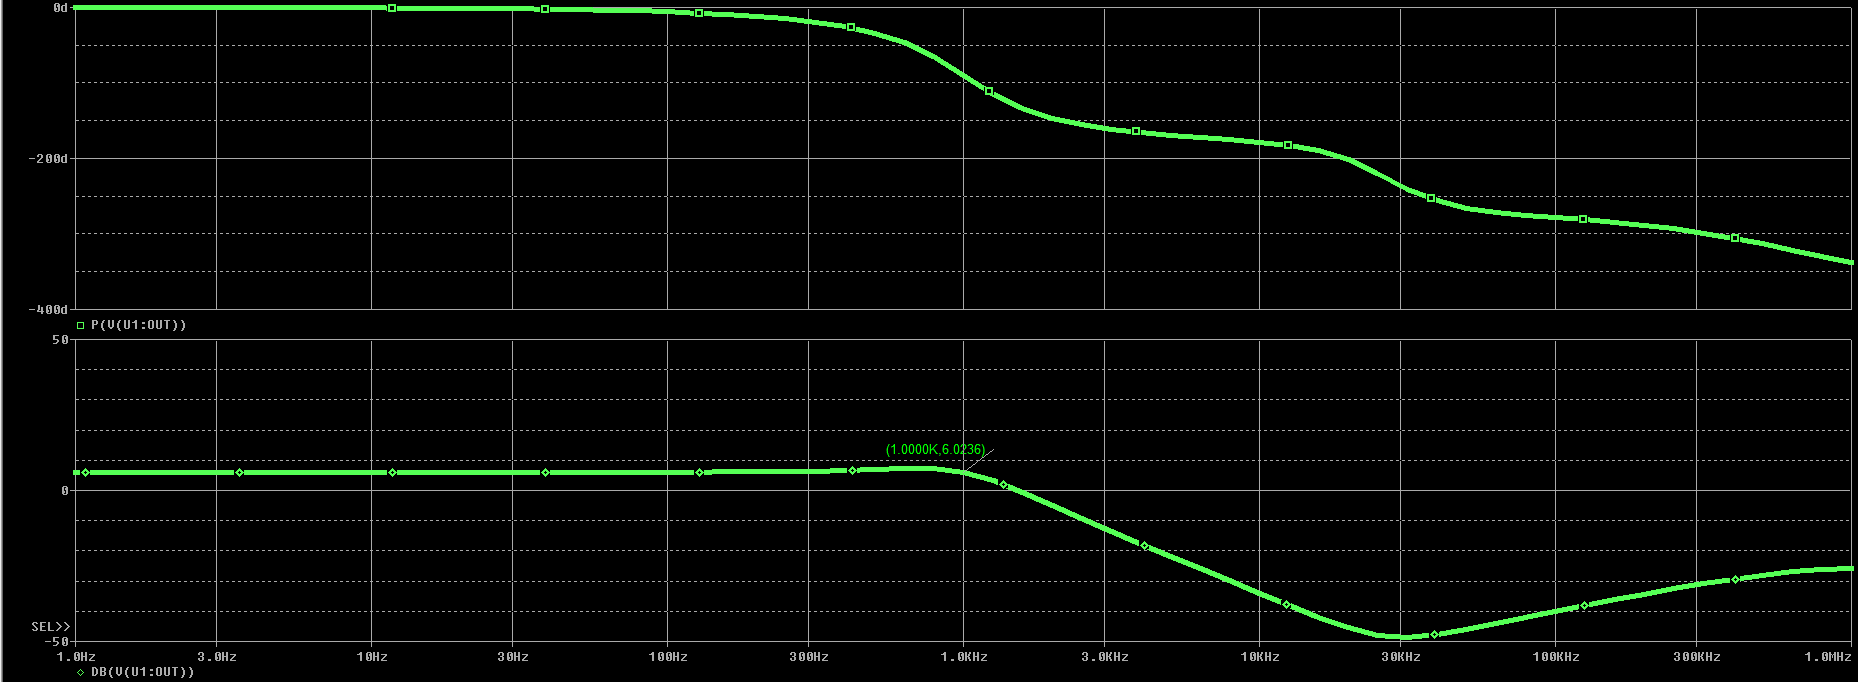 0d
-200d
-400d
P(V(U1:OUT))
50
(1.0000K,6.0236)
0
SEL>>
-50
1.0Hz 3.0Hz 10Hz 30Hz 100Hz 300Hz 1.0KHz 3.0KHz 10KHz 30KHz 100KHz 300KHz 1.0MHz
DB(V(U1:OUT))